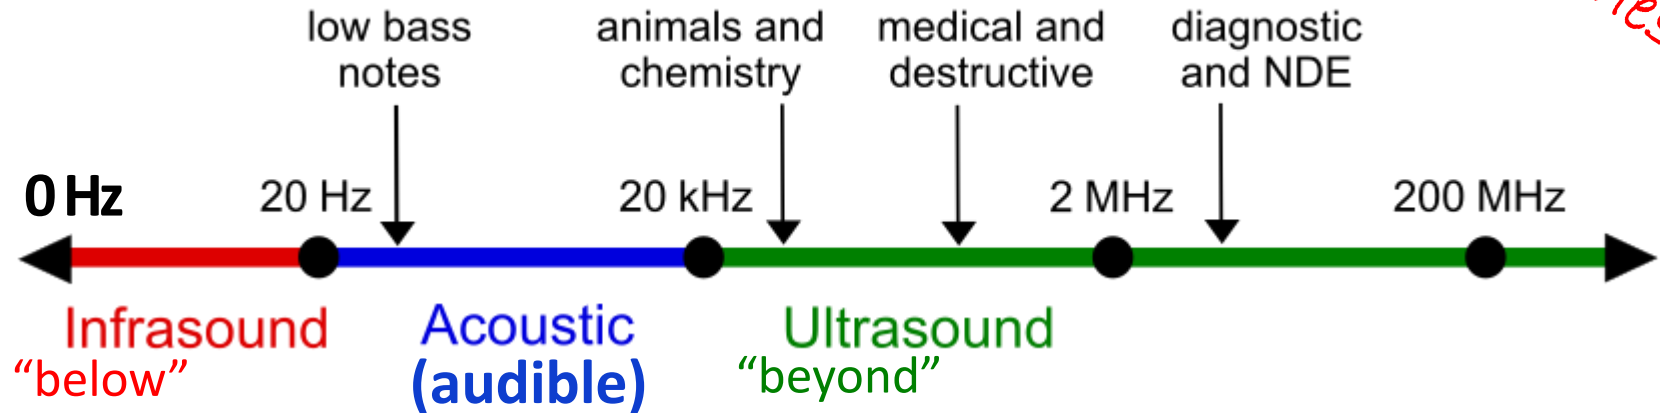 low bass
notes
animals and
chemistry
medical and
destructive
diagnostic
and NDE
0 Hz
20 Hz
20 kHz
2 MHz
200 MHz
Infrasound
"below"
Acoustic
(audible)
Ultrasound
“beyond”